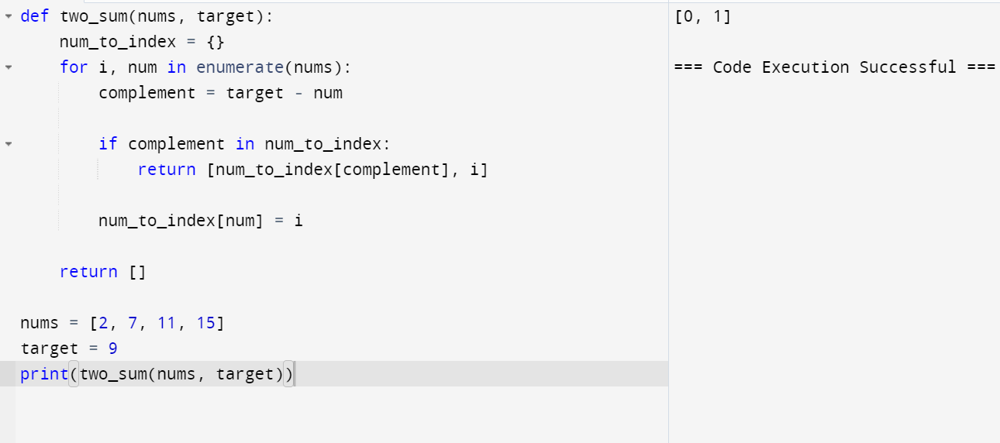 def two_sum(nums, target):
    num_to_index = {}
    for i, num in enumerate(nums):
        complement = target - num

        if complement in num_to_index:
            return [num_to_index[complement], i]

        num_to_index[num] = i

    return []

nums = [2, 7, 11, 15]
target = 9
print(two_sum(nums, target))
[0, 1]

=== Code Execution Successful ===